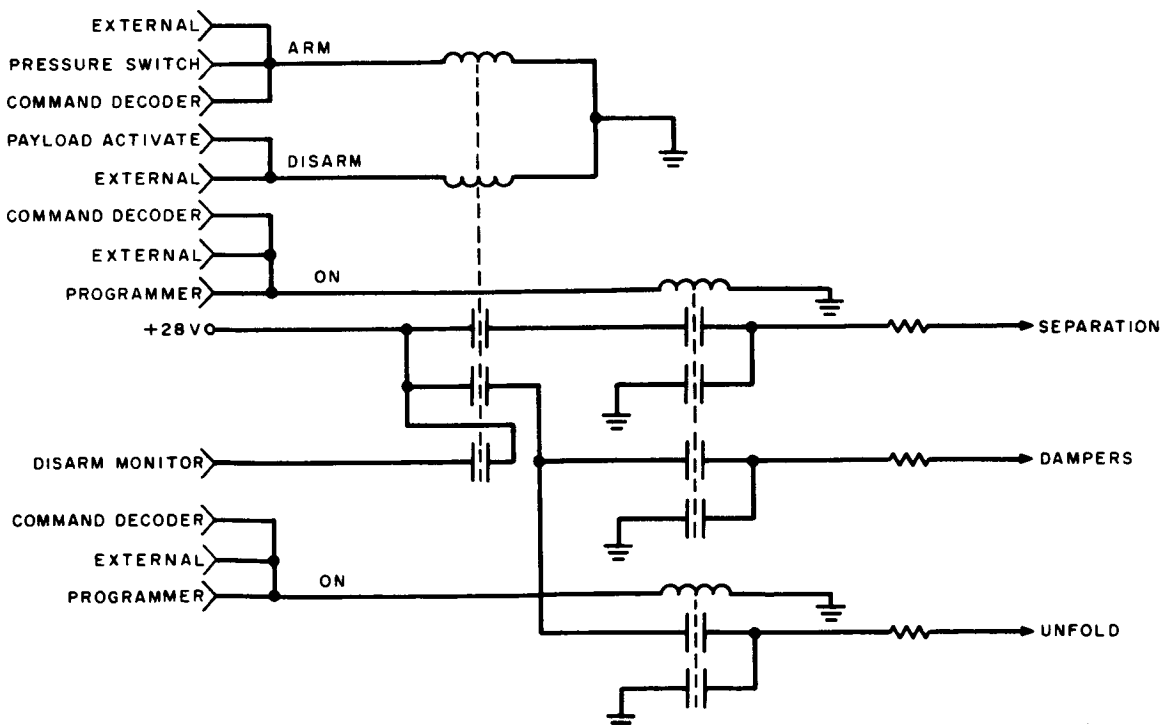 EXTERNAL
ARM
PRESSURE SWITCH
COMMAND DECODER
PAYLOAD ACTIVATE
DISARM
EXTERNAL
COMMAND DECODER
EXTERNAL
ON
PROGRAMMER
+28V
SEPARATION
DISARM MONITOR
DAMPERS
COMMAND DECODER
EXTERNAL
ON
PROGRAMMER
UNFOLD